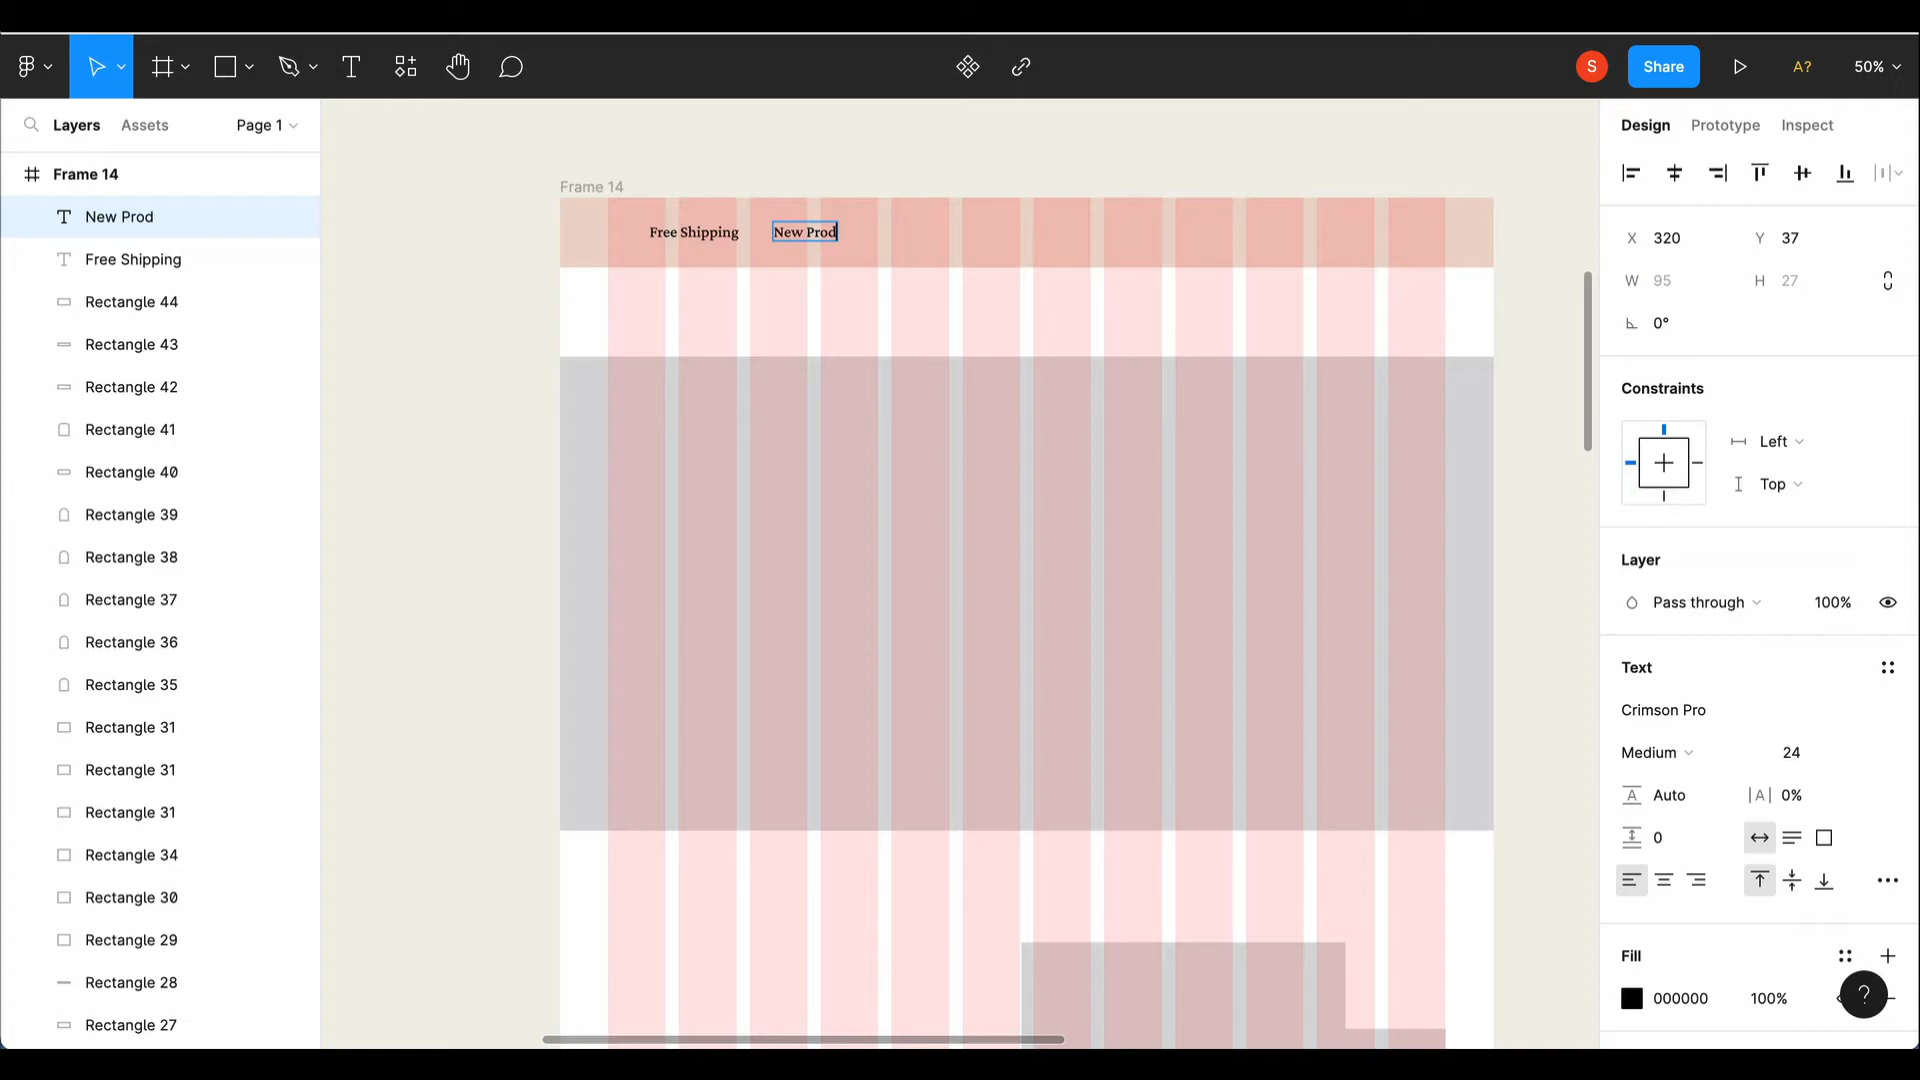 S
Share
A?
50%
Layers
Assets
Page 1
Design
Prototype
Inspect
Frame 14
New Prod
Free Shipping
Rectangle 44
Rectangle 43
Rectangle 42
Rectangle 41
Rectangle 40
Rectangle 39
Rectangle 38
Rectangle 37
Rectangle 36
Rectangle 35
Rectangle 31
Rectangle 31
Rectangle 31
Rectangle 34
Rectangle 30
Rectangle 29
Rectangle 28
Rectangle 27
Frame 14
Free Shipping
New Prod
X 320
Y 37
W 95
H 27
0°
Constraints
Left
Top
Layer
Pass through
100%
Text
Crimson Pro
Medium
24
Auto
|A| 0%
0
Fill
000000
100%
?